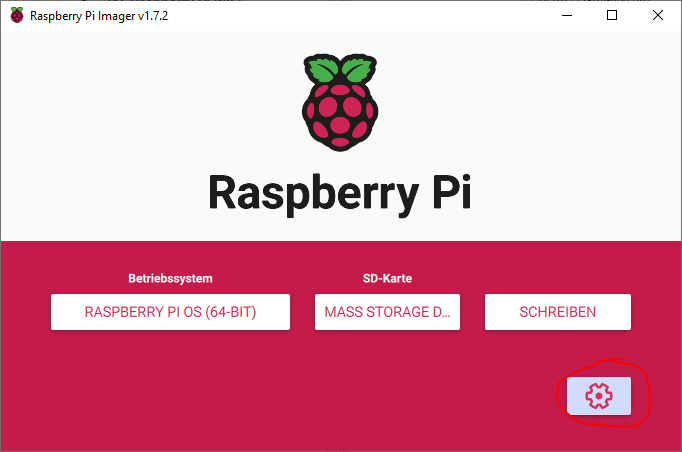 Raspberry Pi Imager v1.7.2
Raspberry Pi
Betriebssystem
SD-Karte
RASPBERRY PI OS (64-BIT)
MASS STORAGE D...
SCHREIBEN